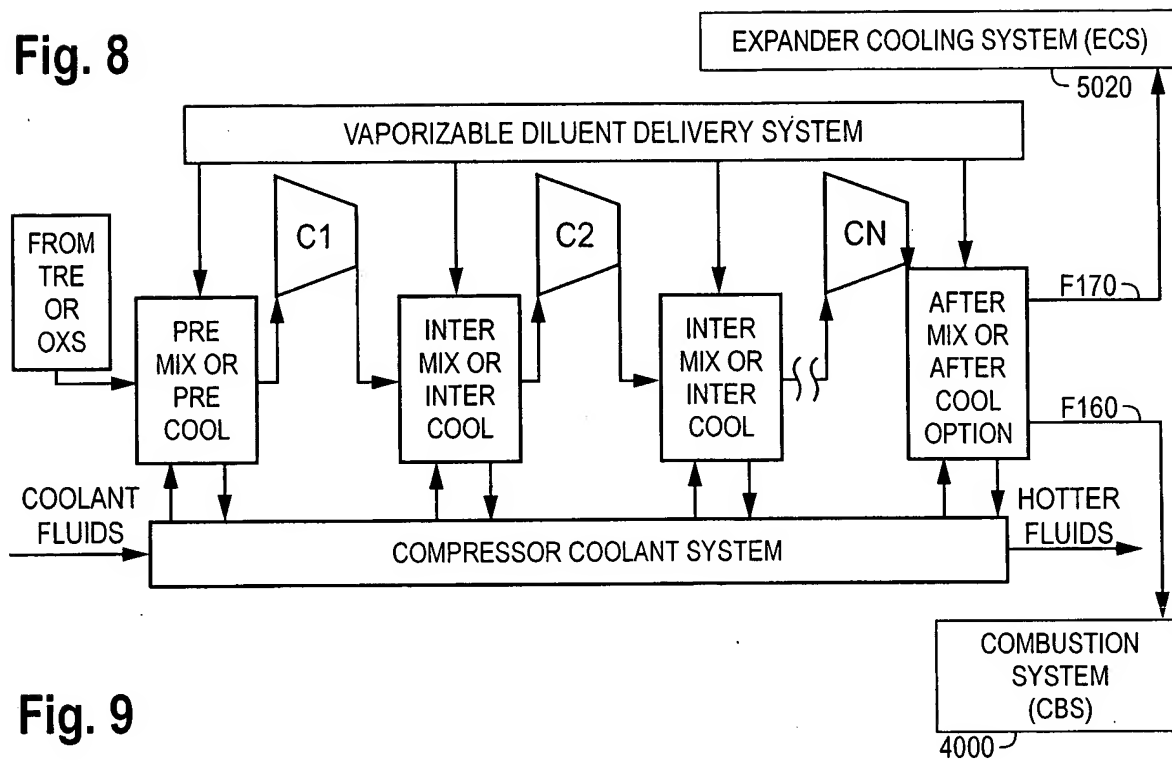 Fig. 8
EXPANDER COOLING SYSTEM (ECS)
5020
VAPORIZABLE DILUENT DELIVERY SYSTEM
FROM
TRE
OR
OXS
C1
C2
CN
PRE
MIX OR
PRE
COOL
INTER
MIX OR
INTER
COOL
INTER
MIX OR
INTER
COOL
AFTER
MIX OR
AFTER
COOL
OPTION
F170
F160
COOLANT
FLUIDS
COMPRESSOR COOLANT SYSTEM
HOTTER
FLUIDS
COMBUSTION
SYSTEM
(CBS)
4000
Fig. 9